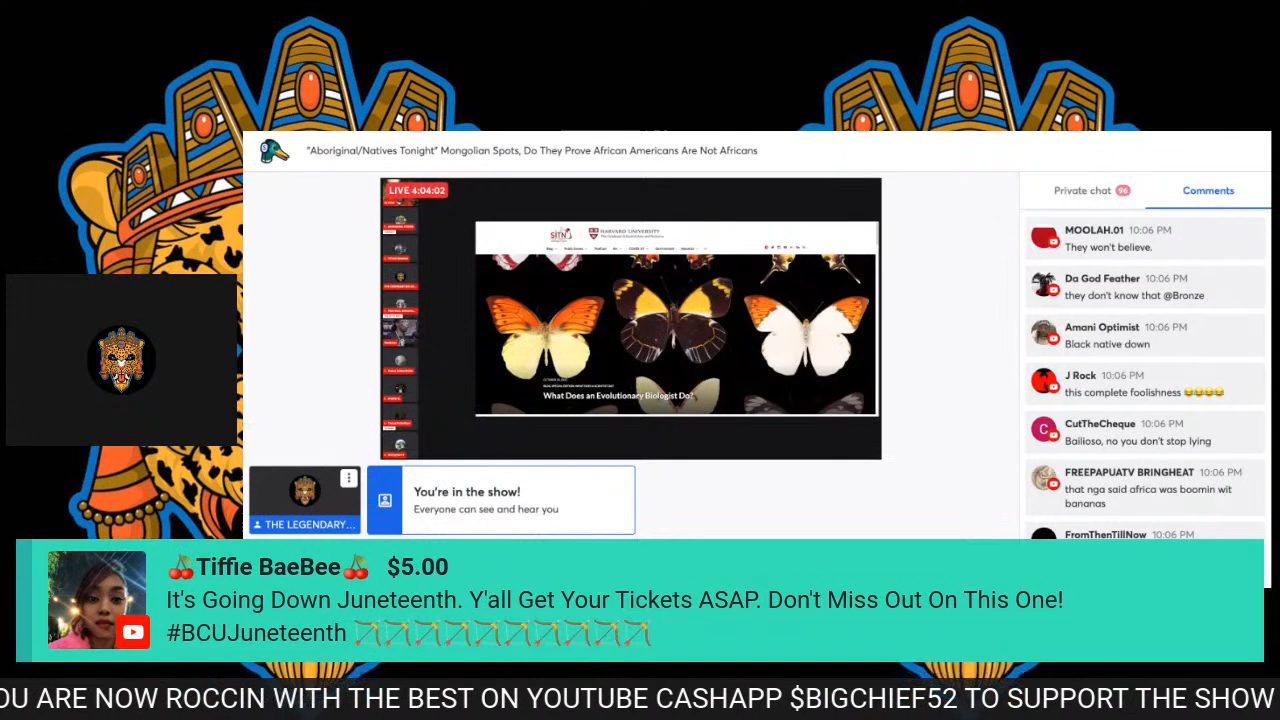 "Aboriginal/Natives Tonight" Mongolian Spots, Do They Prove African Americans Are Not Africans
LIVE 4:04:02
SITN
HARVARD UNIVERSITY
What Does an Evolutionary Biologist Do?
Private chat 96
Comments
MOOLAH.01 10:06 PM
They won't believe.
Da God Feather 10:06 PM
they don't know that @Bronze
Amani Optimist 10:06 PM
Black native down
J Rock 10:06 PM
this complete foolishness 😂😂😂😂
C
CutTheCheque 10:06 PM
Bailioso, no you don't stop lying
FREEPAPUATV BRINGHEAT 10:06 PM
that nga said africa was boomin wit
bananas
FromThenTillNow 10:06 PM
THE LEGENDARY...
You're in the show!
Everyone can see and hear you
🍒Tiffie BaeBee🍒 $5.00
It's Going Down Juneteenth. Y'all Get Your Tickets ASAP. Don't Miss Out On This One!
#BCUJuneteenth 🏹🏹🏹🏹🏹🏹🏹🏹🏹🏹
OU ARE NOW ROCCIN WITH THE BEST ON YOUTUBE CASHAPP $BIGCHIEF52 TO SUPPORT THE SHOW